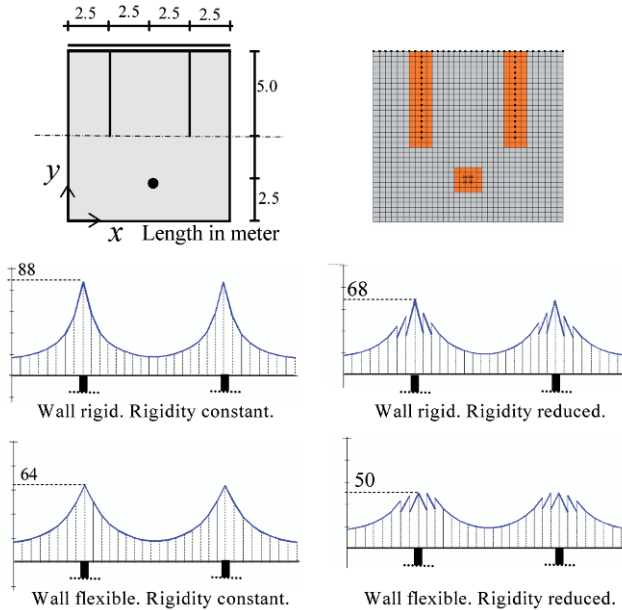 2.5 2.5 2.5 2.5
5.0
y
2.5
x Length in meter
88
68
Wall rigid. Rigidity constant.
Wall rigid. Rigidity reduced.
64
50
Wall flexible. Rigidity constant.
Wall flexible. Rigidity reduced.